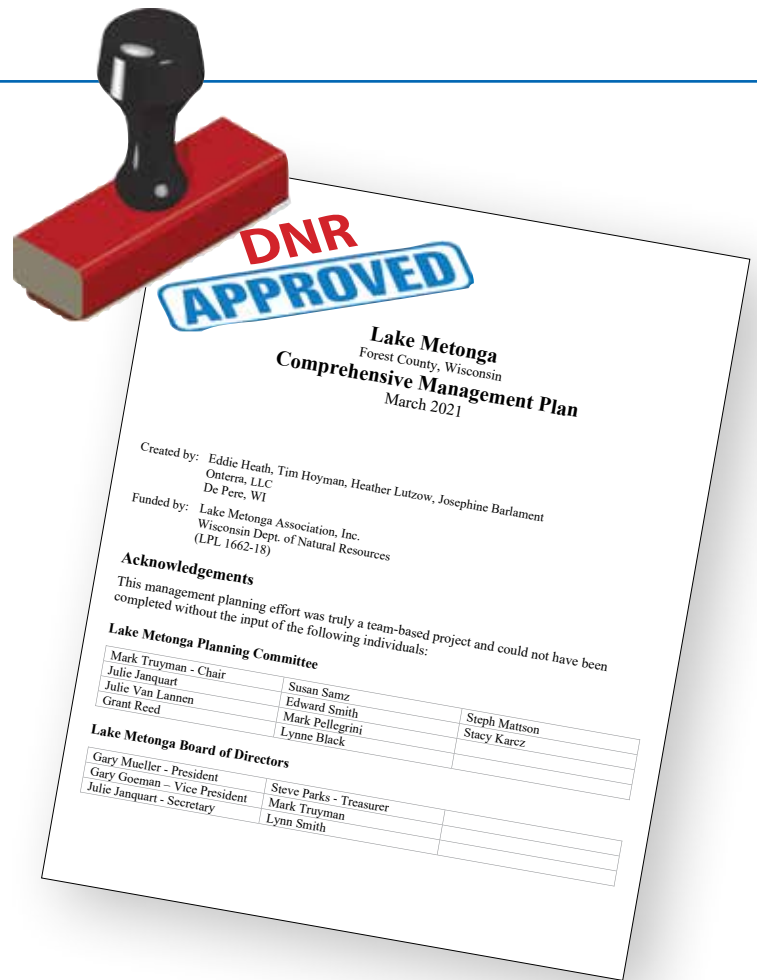 DNR
APPROVED
Lake Metonga
Forest County, Wisconsin
Comprehensive Management Plan
March 2021
Created by: Eddie Heath, Tim Hoyman, Heather Lutzow, Josephine Barlament
Onterra, LLC
De Pere, WI
Funded by: Lake Metonga Association, Inc.
Wisconsin Dept. of Natural Resources
(LPL 1662-18)
Acknowledgements
This management planning effort was truly a team-based project and could not have been
completed without the input of the following individuals:
Lake Metonga Planning Committee
Mark Truyman - Chair Susan Samz Steph Mattson
Julie Janquart Edward Smith Stacy Karcz
Julie Van Lannen Mark Pellegrini
Grant Reed Lynne Black
Lake Metonga Board of Directors
Gary Mueller - President Steve Parks - Treasurer
Gary Goeman – Vice President Mark Truyman
Julie Janquart - Secretary Lynn Smith